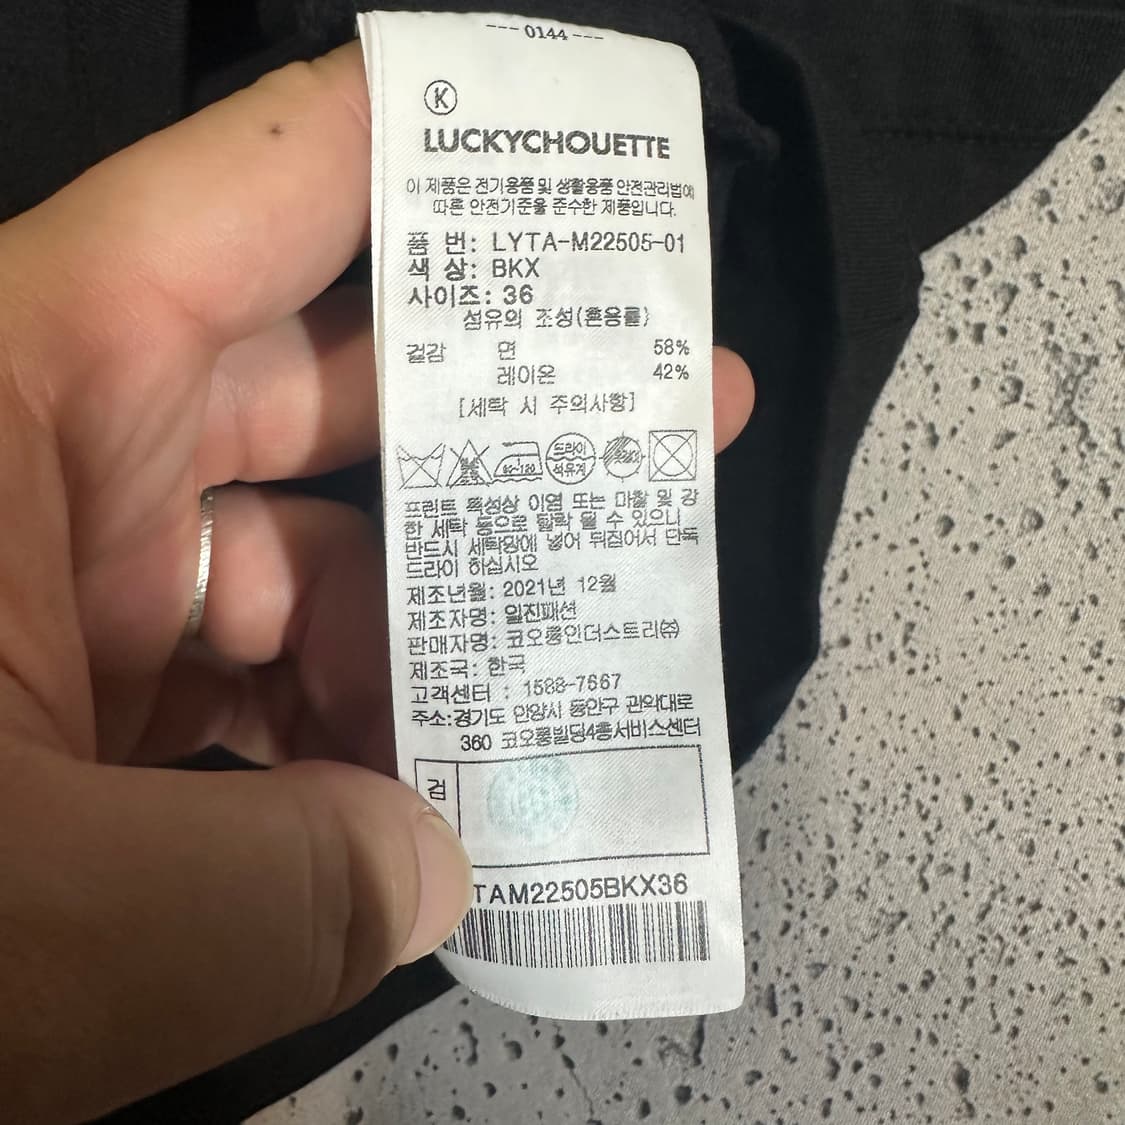 --- 0144 ---
K
LUCKYCHOUETTE
이 제품은 전기용품 및 생활용품 안전관리법에
따른 안전기준을 준수한 제품입니다.
품 번: LYTA-M22505-01
색 상: BKX
사이즈: 36
섬유의 조성(혼용률)
겉감 면 58%
레이온 42%
[세탁 시 주의사항]
80~120 드라이 석유계
프린트 특성상 이염 또는 마찰 및 강
한 세탁 등으로 탈락 될 수 있으니
반드시 세탁망에 넣어 뒤집어서 단독
드라이 하십시오
제조년월: 2021년 12월
제조자명: 일진패션
판매자명: 코오롱인더스트리㈜
제조국: 한국
고객센터 : 1588-7667
주소:경기도 안양시 동안구 관악대로
360 코오롱빌딩4층서비스센터
검
TAM22505BKX36